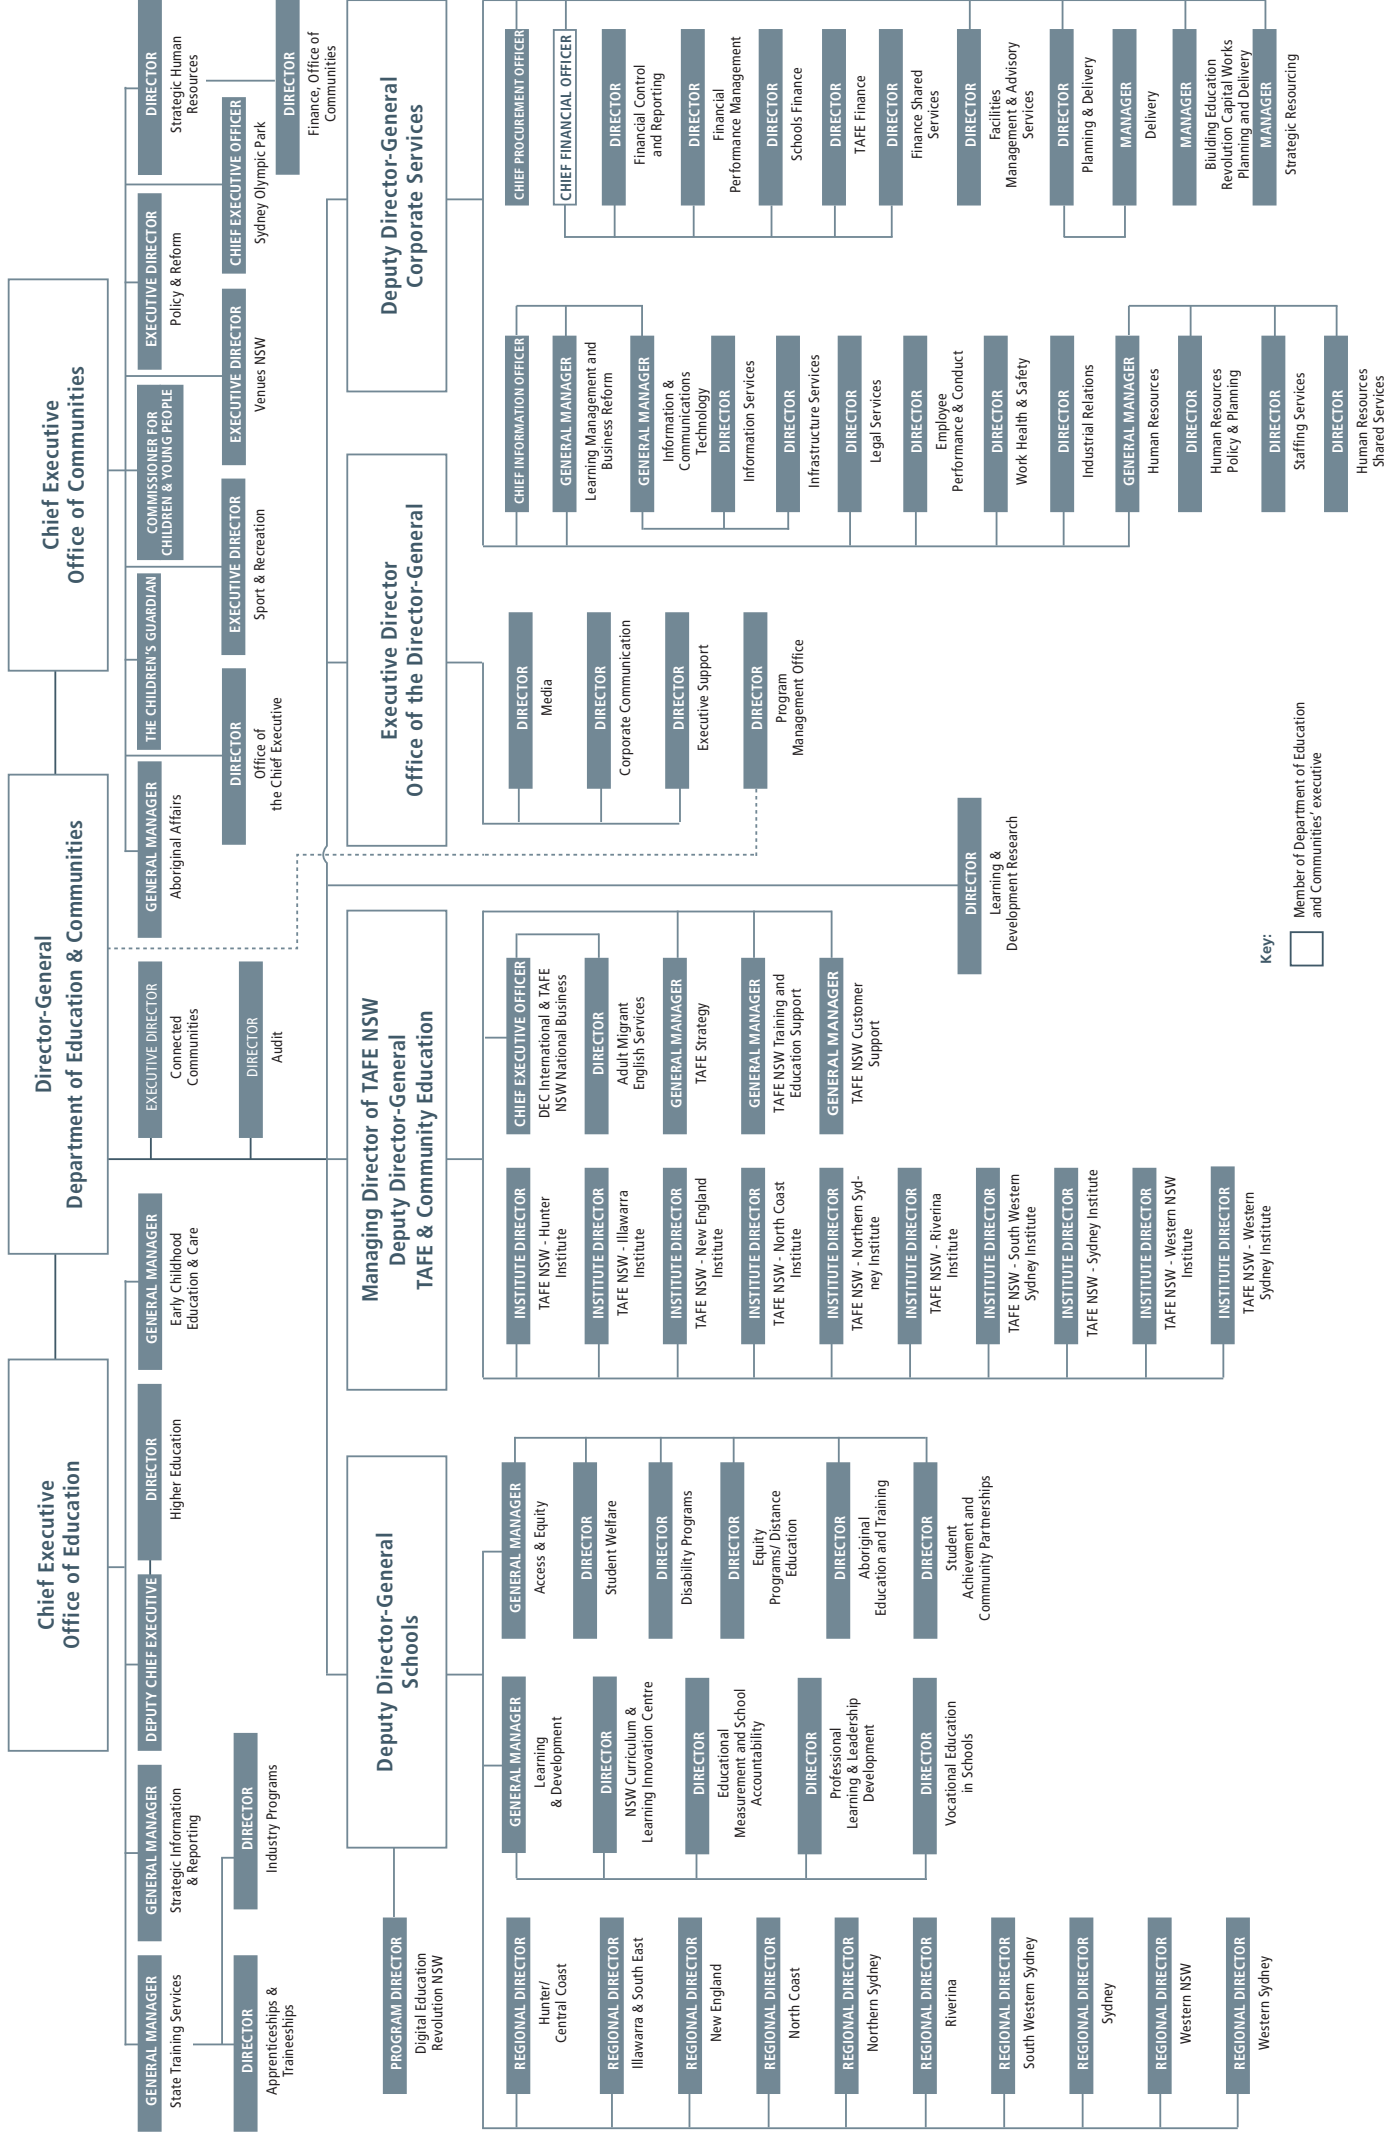 Chief Executive
Office of Education
Director-General
Department of Education & Communities
Chief Executive
Office of Communities
GENERAL MANAGER
State Training Services
GENERAL MANAGER
Strategic Information
& Reporting
DEPUTY CHIEF EXECUTIVE
DIRECTOR
Higher Education
GENERAL MANAGER
Early Childhood
Education & Care
DIRECTOR
Apprenticeships &
Traineeships
DIRECTOR
Industry Programs
EXECUTIVE DIRECTOR
Connected
Communities
DIRECTOR
Audit
GENERAL MANAGER
Aboriginal Affairs
THE CHILDREN'S GUARDIAN
COMMISSIONER FOR
CHILDREN & YOUNG PEOPLE
EXECUTIVE DIRECTOR
Policy & Reform
DIRECTOR
Strategic Human
Resources
DIRECTOR
Office of
the Chief Executive
EXECUTIVE DIRECTOR
Sport & Recreation
EXECUTIVE DIRECTOR
Venues NSW
CHIEF EXECUTIVE OFFICER
Sydney Olympic Park
DIRECTOR
Finance, Office of
Communities
Deputy Director-General
Schools
Managing Director of TAFE NSW
Deputy Director-General
TAFE & Community Education
Executive Director
Office of the Director-General
Deputy Director-General
Corporate Services
PROGRAM DIRECTOR
Digital Education
Revolution NSW
REGIONAL DIRECTOR
Hunter/
Central Coast
REGIONAL DIRECTOR
Illawarra & South East
REGIONAL DIRECTOR
New England
REGIONAL DIRECTOR
North Coast
REGIONAL DIRECTOR
Northern Sydney
REGIONAL DIRECTOR
Riverina
REGIONAL DIRECTOR
South Western Sydney
REGIONAL DIRECTOR
Sydney
REGIONAL DIRECTOR
Western NSW
REGIONAL DIRECTOR
Western Sydney
GENERAL MANAGER
Learning
& Development
DIRECTOR
NSW Curriculum &
Learning Innovation Centre
DIRECTOR
Educational
Measurement and School
Accountability
DIRECTOR
Professional
Learning & Leadership
Development
DIRECTOR
Vocational Education
in Schools
GENERAL MANAGER
Access & Equity
DIRECTOR
Student Welfare
DIRECTOR
Disability Programs
DIRECTOR
Equity
Programs/ Distance
Education
DIRECTOR
Aboriginal
Education and Training
DIRECTOR
Student
Achievement and
Community Partnerships
INSTITUTE DIRECTOR
TAFE NSW - Hunter
Institute
INSTITUTE DIRECTOR
TAFE NSW - Illawarra
Institute
INSTITUTE DIRECTOR
TAFE NSW - New England
Institute
INSTITUTE DIRECTOR
TAFE NSW - North Coast
Institute
INSTITUTE DIRECTOR
TAFE NSW - Northern Syd-
ney Institute
INSTITUTE DIRECTOR
TAFE NSW - Riverina
Institute
INSTITUTE DIRECTOR
TAFE NSW - South Western
Sydney Institute
INSTITUTE DIRECTOR
TAFE NSW - Sydney Institute
INSTITUTE DIRECTOR
TAFE NSW - Western NSW
Institute
INSTITUTE DIRECTOR
TAFE NSW - Western
Sydney Institute
CHIEF EXECUTIVE OFFICER
DEC International & TAFE
NSW National Business
DIRECTOR
Adult Migrant
English Services
GENERAL MANAGER
TAFE Strategy
GENERAL MANAGER
TAFE NSW Training and
Education Support
GENERAL MANAGER
TAFE NSW Customer
Support
DIRECTOR
Learning &
Development Research
DIRECTOR
Media
DIRECTOR
Corporate Communication
DIRECTOR
Executive Support
DIRECTOR
Program
Management Office
CHIEF INFORMATION OFFICER
GENERAL MANAGER
Learning Management and
Business Reform
GENERAL MANAGER
Information &
Communications
Technology
DIRECTOR
Information Services
DIRECTOR
Infrastructure Services
DIRECTOR
Legal Services
DIRECTOR
Employee
Performance & Conduct
DIRECTOR
Work Health & Safety
DIRECTOR
Industrial Relations
GENERAL MANAGER
Human Resources
DIRECTOR
Human Resources
Policy & Planning
DIRECTOR
Staffing Services
DIRECTOR
Human Resources
Shared Services
CHIEF PROCUREMENT OFFICER
CHIEF FINANCIAL OFFICER
DIRECTOR
Financial Control
and Reporting
DIRECTOR
Financial
Performance Management
DIRECTOR
Schools Finance
DIRECTOR
TAFE Finance
DIRECTOR
Finance Shared
Services
DIRECTOR
Facilities
Management & Advisory
Services
DIRECTOR
Planning & Delivery
MANAGER
Delivery
MANAGER
Biulding Education
Revolution Capital Works
Planning and Delivery
MANAGER
Strategic Resourcing
Key:
Member of Department of Education
and Communities' executive